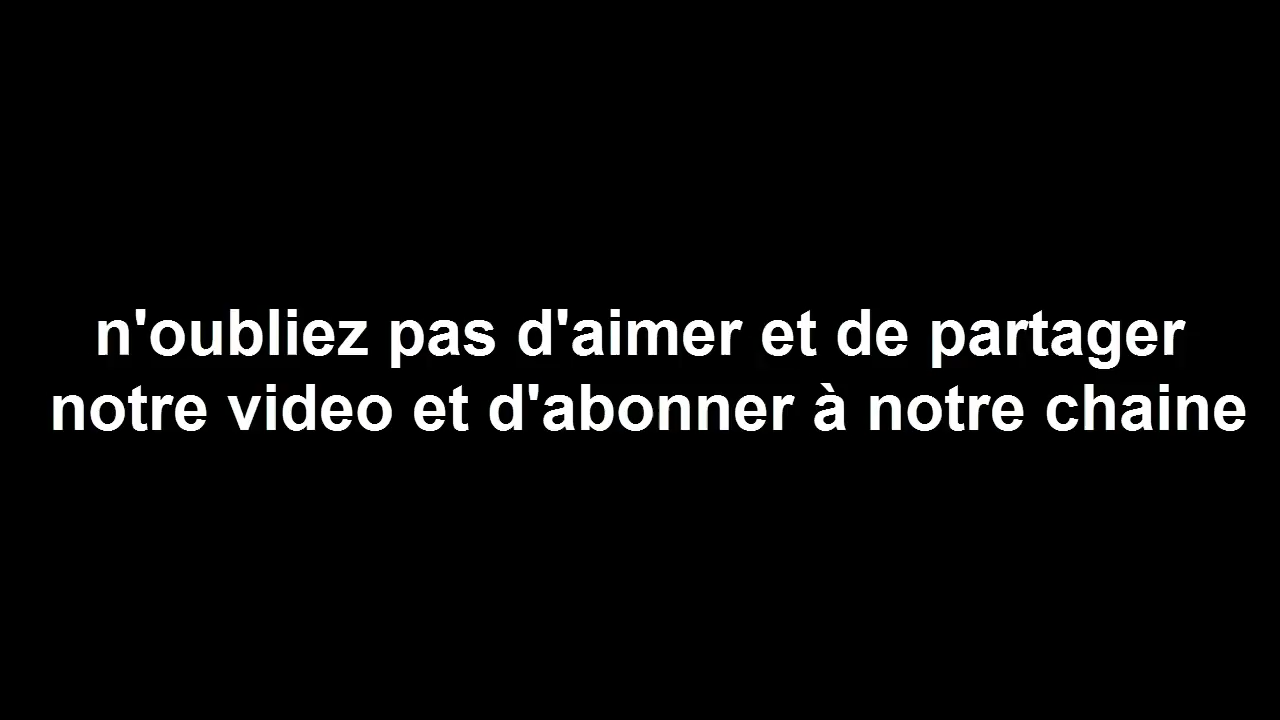 n'oubliez pas d'aimer et de partager
notre video et d'abonner à notre chaine